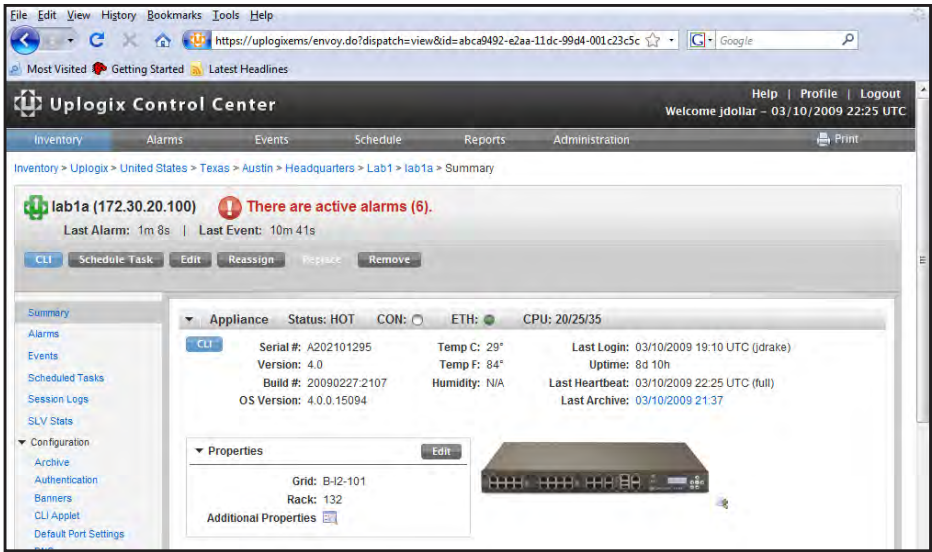 File Edit View History Bookmarks Tools Help
https://uplogixems/envoy.do?dispatch=view&id=abca9492-e2aa-11dc-99d4-001c23c5c
G Google
Most Visited Getting Started Latest Headlines
Uplogix Control Center
Help | Profile | Logout
Welcome jdollar – 03/10/2009 22:25 UTC
Inventory Alarms Events Schedule Reports Administration Print
Inventory > Uplogix > United States > Texas > Austin > Headquarters > Lab1 > lab1a > Summary
lab1a (172.30.20.100) There are active alarms (6).
Last Alarm: 1m 8s | Last Event: 10m 41s
CLI Schedule Task Edit Reassign Replace Remove
Summary
Alarms
Events
Scheduled Tasks
Session Logs
SLV Stats
Configuration
Archive
Authentication
Banners
CLI Applet
Default Port Settings
Appliance Status: HOT CON: ETH: CPU: 20/25/35
CLI
Serial #: A202101295 Temp C: 29° Last Login: 03/10/2009 19:10 UTC (jdrake)
Version: 4.0 Temp F: 84° Uptime: 8d 10h
Build #: 20090227:2107 Humidity: N/A Last Heartbeat: 03/10/2009 22:25 UTC (full)
OS Version: 4.0.0.15094 Last Archive: 03/10/2009 21:37
Properties Edit
Grid: B-I2-101
Rack: 132
Additional Properties